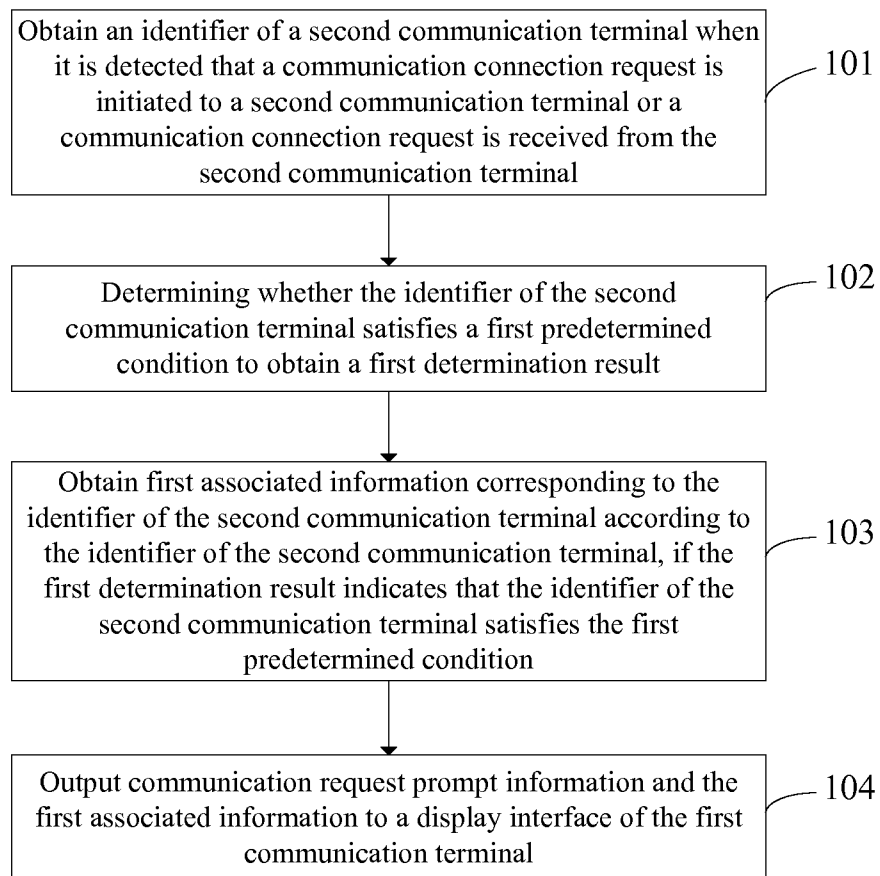 Obtain an identifier of a second communication terminal when
it is detected that a communication connection request is
initiated to a second communication terminal or a
communication connection request is received from the
second communication terminal
101
Determining whether the identifier of the second
communication terminal satisfies a first predetermined
condition to obtain a first determination result
102
Obtain first associated information corresponding to the
identifier of the second communication terminal according to
the identifier of the second communication terminal, if the
first determination result indicates that the identifier of the
second communication terminal satisfies the first
predetermined condition
103
Output communication request prompt information and the
first associated information to a display interface of the first
communication terminal
104